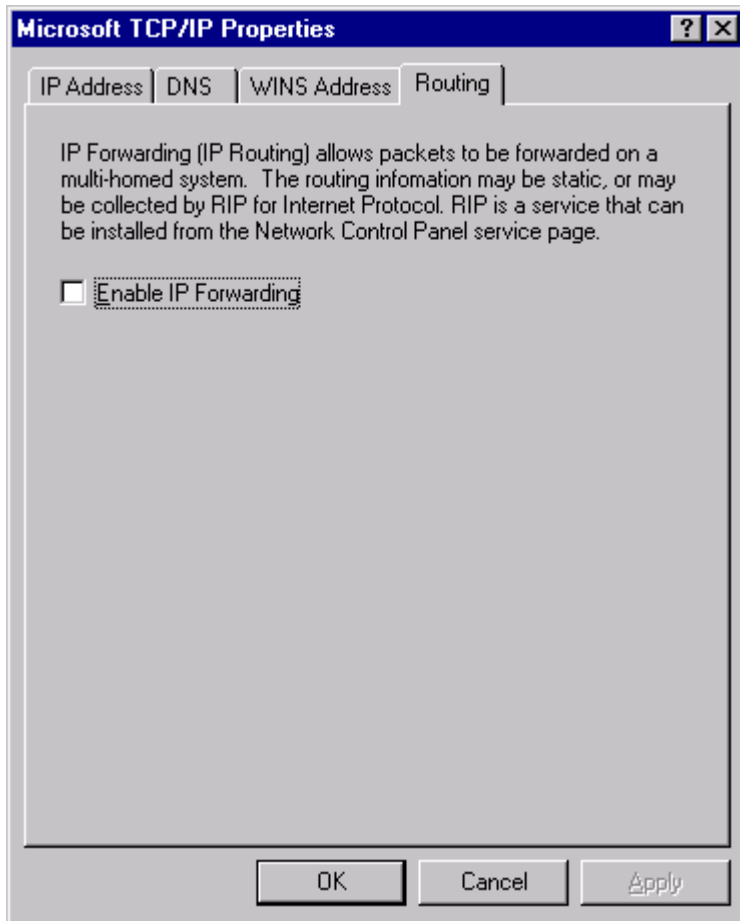 Microsoft TCP/IP Properties
IP Address DNS WINS Address Routing
IP Forwarding (IP Routing) allows packets to be forwarded on a
multi-homed system. The routing infomation may be static, or may
be collected by RIP for Internet Protocol. RIP is a service that can
be installed from the Network Control Panel service page.
Enable IP Forwarding
OK Cancel Apply